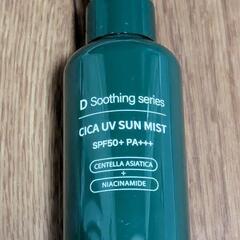 D Soothing series
CICA UV SUN MIST
SPF50+ PA+++
CENTELLA ASIATICA
+
NIACINAMIDE